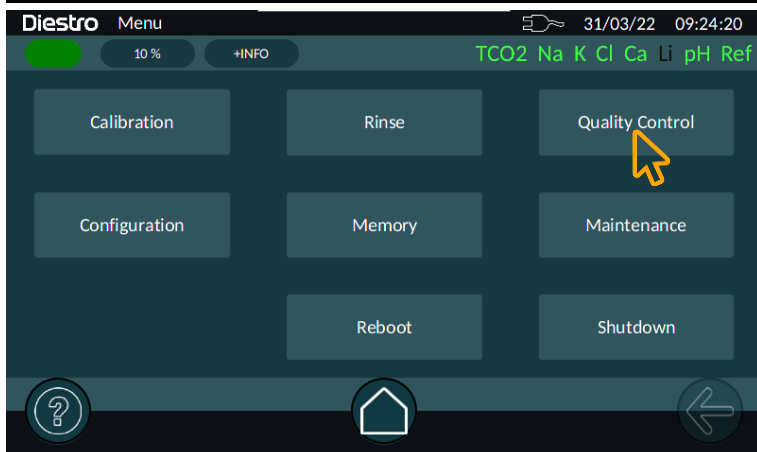 Diestro Menu 31/03/22 09:24:20
10 % +INFO TCO2 Na K Cl Ca Li pH Ref
Calibration Rinse Quality Control
Configuration Memory Maintenance
Reboot Shutdown
?